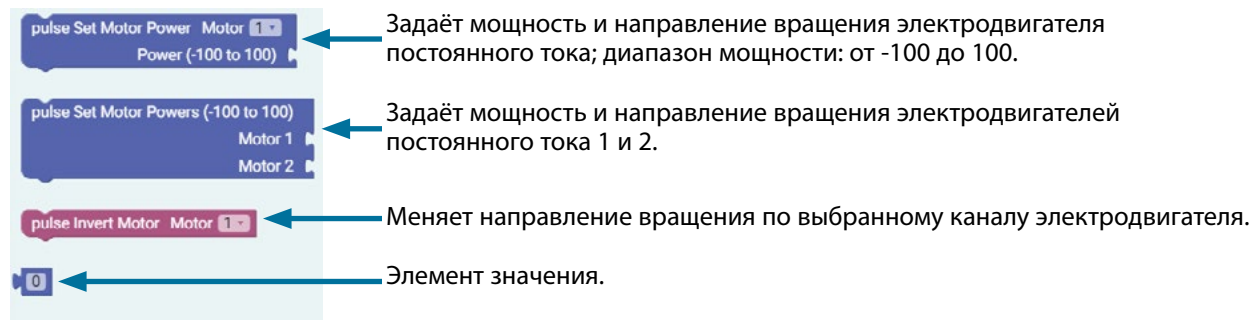 pulse Set Motor Power Motor 1
Power (-100 to 100)
Задаёт мощность и направление вращения электродвигателя
постоянного тока; диапазон мощности: от -100 до 100.
pulse Set Motor Powers (-100 to 100)
Motor 1
Motor 2
Задаёт мощность и направление вращения электродвигателей
постоянного тока 1 и 2.
pulse Invert Motor Motor 1
Меняет направление вращения по выбранному каналу электродвигателя.
0
Элемент значения.